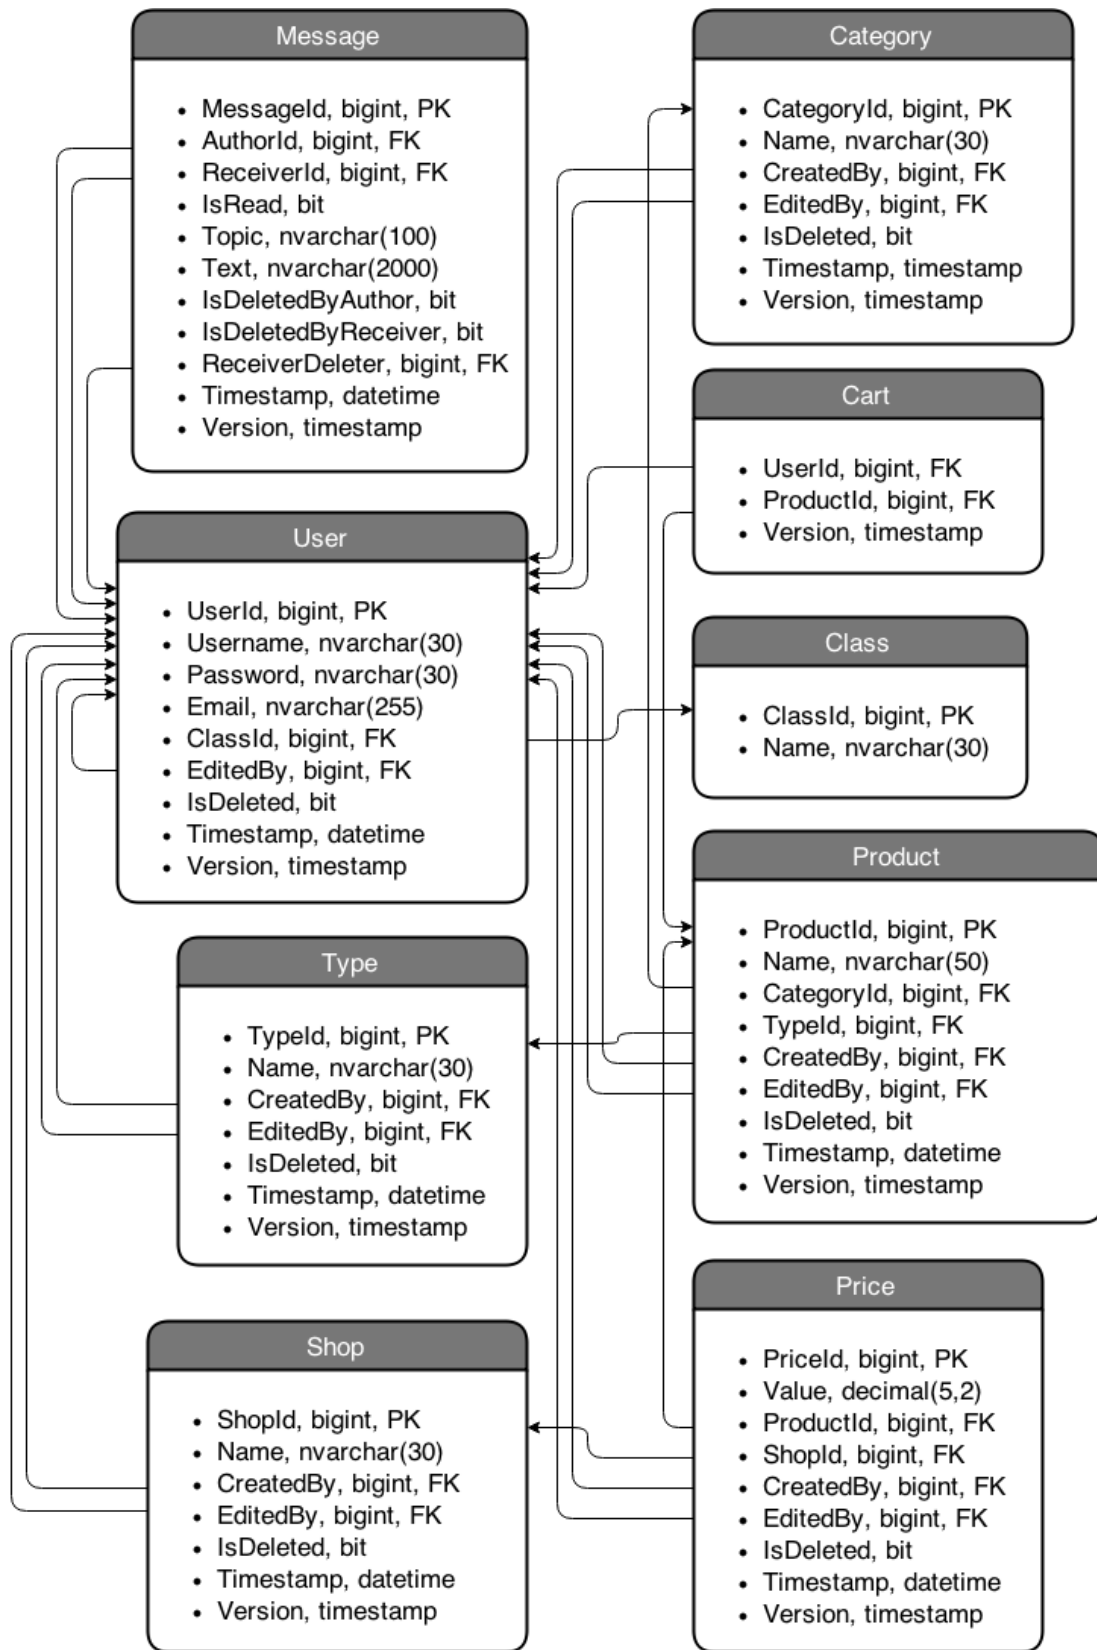 Message
• MessageId, bigint, PK
• AuthorId, bigint, FK
• ReceiverId, bigint, FK
• IsRead, bit
• Topic, nvarchar(100)
• Text, nvarchar(2000)
• IsDeletedByAuthor, bit
• IsDeletedByReceiver, bit
• ReceiverDeleter, bigint, FK
• Timestamp, datetime
• Version, timestamp
User
• UserId, bigint, PK
• Username, nvarchar(30)
• Password, nvarchar(30)
• Email, nvarchar(255)
• ClassId, bigint, FK
• EditedBy, bigint, FK
• IsDeleted, bit
• Timestamp, datetime
• Version, timestamp
Type
• TypeId, bigint, PK
• Name, nvarchar(30)
• CreatedBy, bigint, FK
• EditedBy, bigint, FK
• IsDeleted, bit
• Timestamp, datetime
• Version, timestamp
Shop
• ShopId, bigint, PK
• Name, nvarchar(30)
• CreatedBy, bigint, FK
• EditedBy, bigint, FK
• IsDeleted, bit
• Timestamp, datetime
• Version, timestamp
Category
• CategoryId, bigint, PK
• Name, nvarchar(30)
• CreatedBy, bigint, FK
• EditedBy, bigint, FK
• IsDeleted, bit
• Timestamp, timestamp
• Version, timestamp
Cart
• UserId, bigint, FK
• ProductId, bigint, FK
• Version, timestamp
Class
• ClassId, bigint, PK
• Name, nvarchar(30)
Product
• ProductId, bigint, PK
• Name, nvarchar(50)
• CategoryId, bigint, FK
• TypeId, bigint, FK
• CreatedBy, bigint, FK
• EditedBy, bigint, FK
• IsDeleted, bit
• Timestamp, datetime
• Version, timestamp
Price
• PriceId, bigint, PK
• Value, decimal(5,2)
• ProductId, bigint, FK
• ShopId, bigint, FK
• CreatedBy, bigint, FK
• EditedBy, bigint, FK
• IsDeleted, bit
• Timestamp, datetime
• Version, timestamp